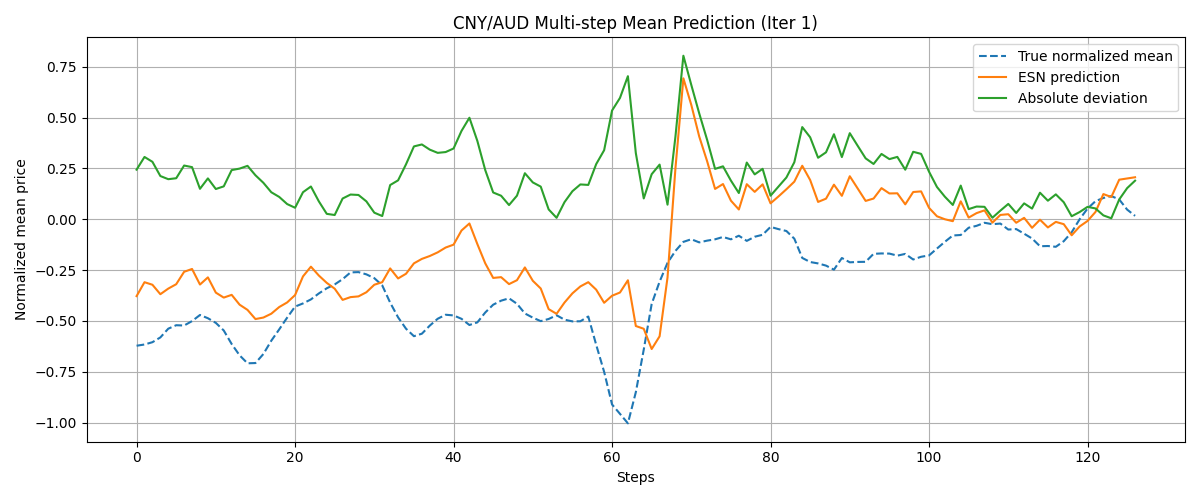 CNY/AUD Multi-step Mean Prediction (Iter 1)
True normalized mean
ESN prediction
Absolute deviation
Normalized mean price
0.75
0.50
0.25
0.00
−0.25
−0.50
−0.75
−1.00
0 20 40 60 80 100 120
Steps